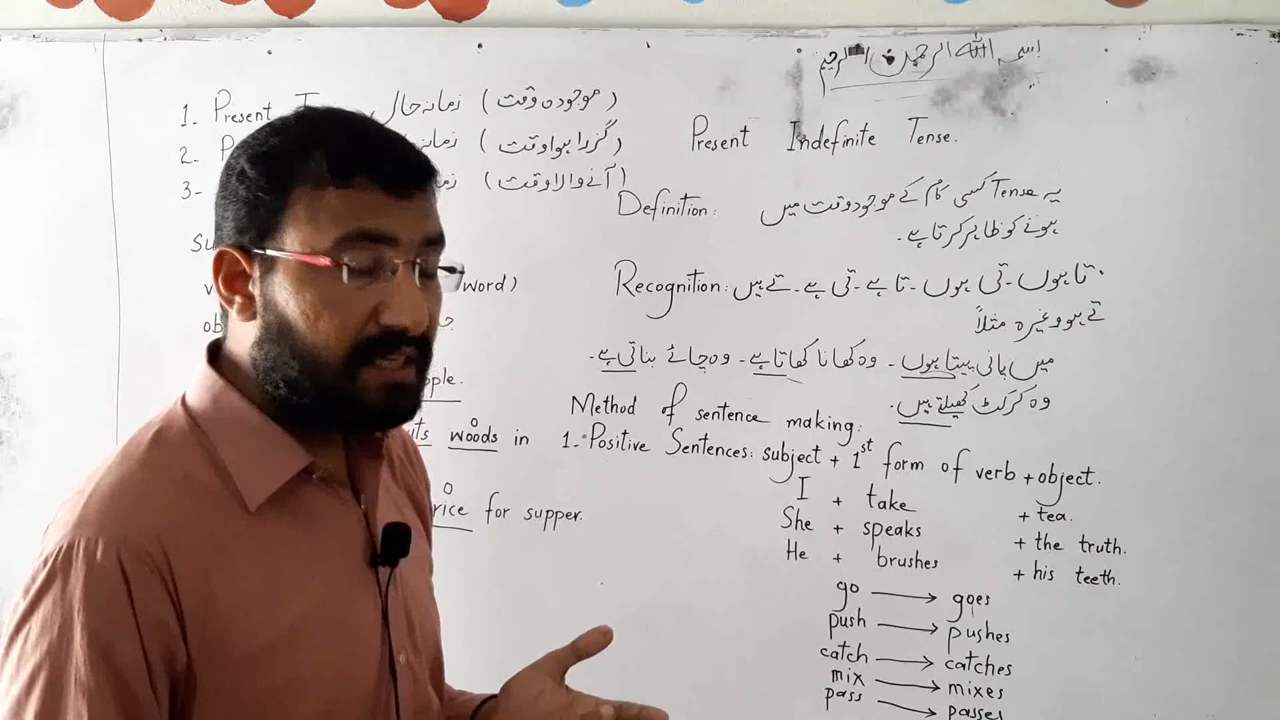 بسم اللہ الرحمن الرحیم
1. Present زمانہ حال (موجودہ وقت)
2- (گزرا ہوا وقت)
3- (آنے والا وقت)
word)
pple.
woods in
o
rice for supper.
Present Indefinite Tense.
Definition: یہ Tense کسی کام کے موجودہ وقت میں
ہونے کو ظاہر کرتا ہے۔
Recognition: تا ہوں۔ تی ہوں۔ تا ہے۔ تی ہے۔ تے ہیں۔
تے ہو وغیرہ مثلاً
میں پانی پیتا ہوں۔ وہ کھانا کھاتا ہے۔ وہ چائے بناتی ہے۔
وہ کرکٹ کھیلتے ہیں۔
Method of sentence making:
1- Positive Sentences: subject + 1st form of verb + object.
I + take + tea.
She + speaks + the truth.
He + brushes + his teeth.
go → goes
push → pushes
catch → catches
mix → mixes
pass → passes